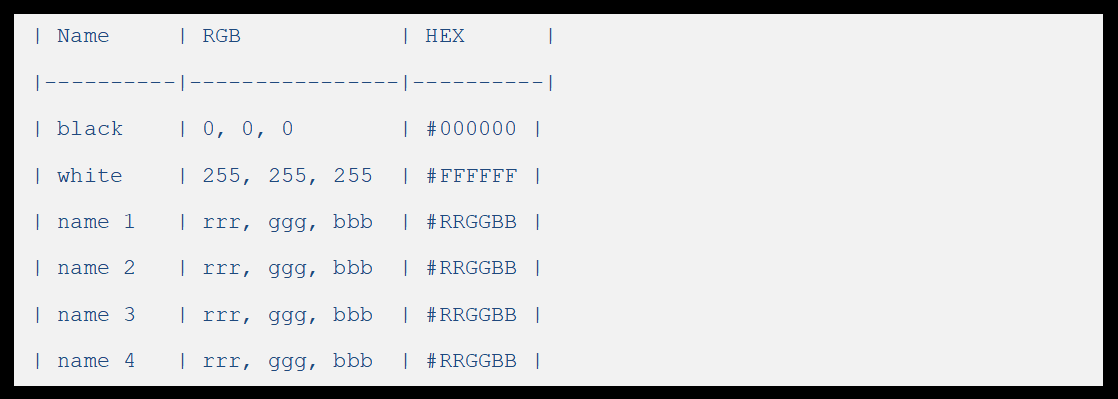 | Name     | RGB            | HEX      |
|----------|----------------|----------|
| black    | 0, 0, 0        | #000000 |
| white    | 255, 255, 255  | #FFFFFF |
| name 1   | rrr, ggg, bbb  | #RRGGBB |
| name 2   | rrr, ggg, bbb  | #RRGGBB |
| name 3   | rrr, ggg, bbb  | #RRGGBB |
| name 4   | rrr, ggg, bbb  | #RRGGBB |